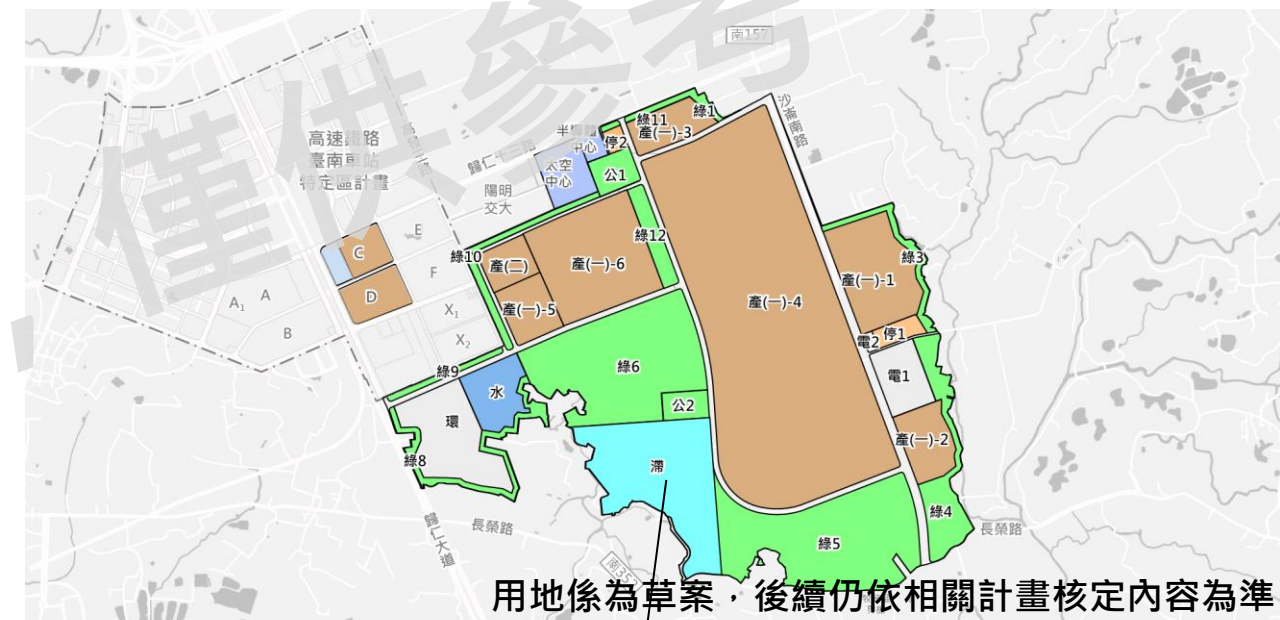 僅供參考
南157
沙崙南路
綠1
綠11
產(一)-3
半導體
中心
停2
高速鐵路
臺南車站
特定區計畫
歸仁十三路
太空
中心
公1
陽明
交大
綠12
E
C
綠10
產(二)
產(一)-6
綠3
F
產(一)-1
A
A1
D
X1
產(一)-5
產(一)-4
B
X2
停1
電2
綠9
綠6
電1
水
公2
環
產(一)-2
綠8
滯
綠4
長榮路
長榮路
綠5
歸仁大道
用地係為草案，後續仍依相關計畫核定內容為準